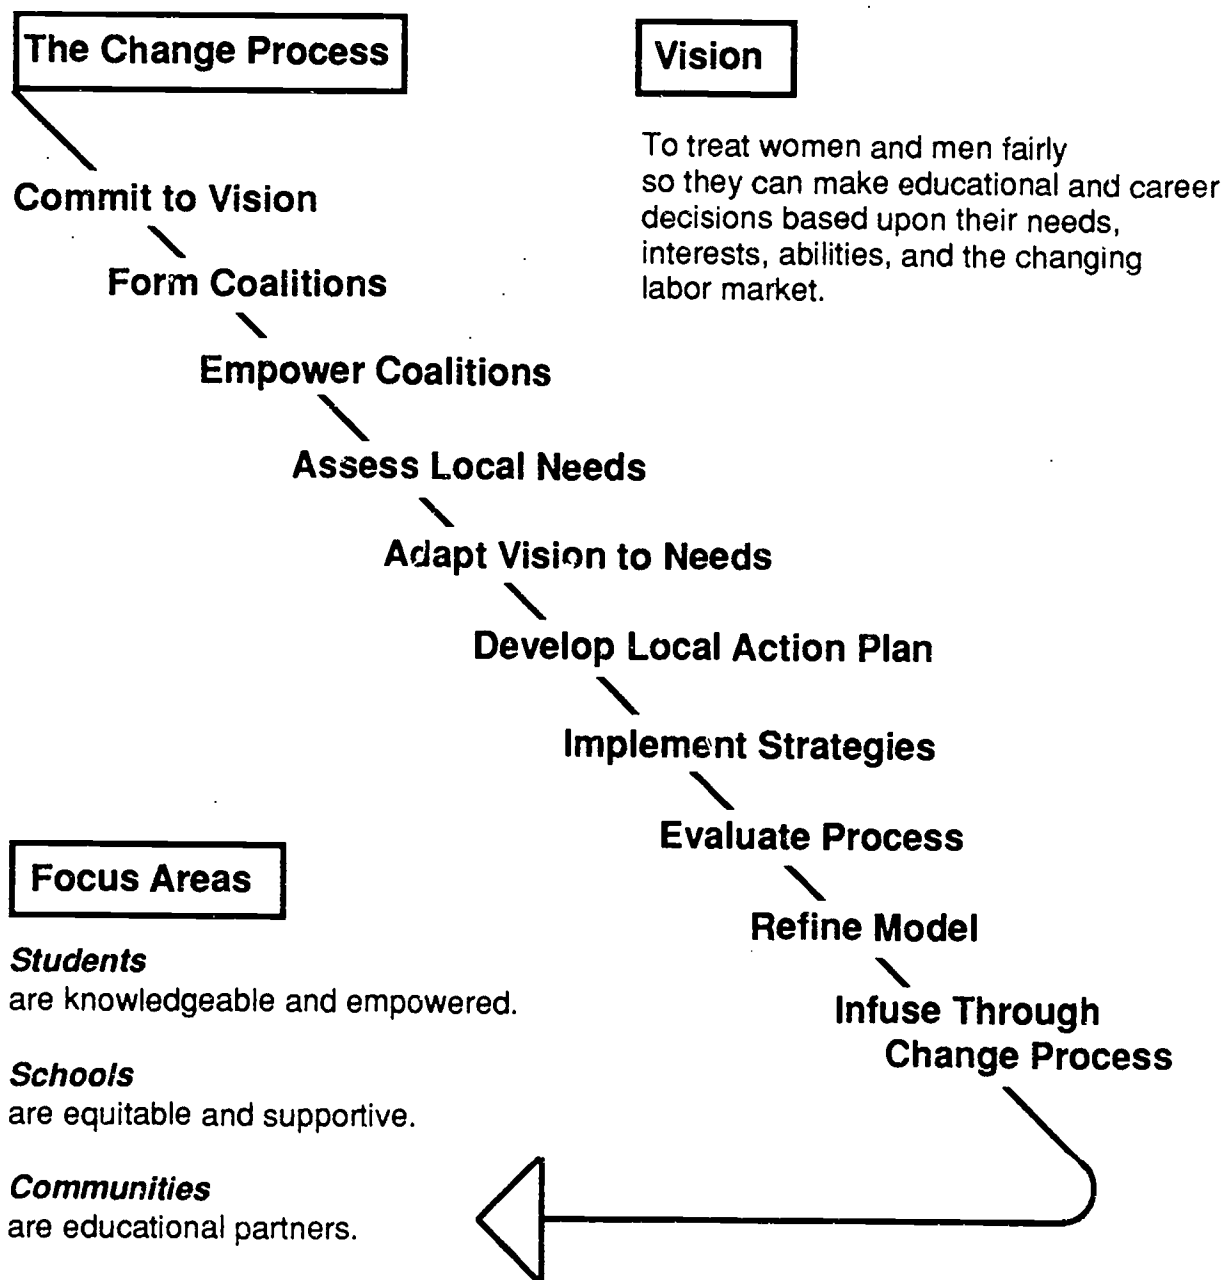 The Change Process
Commit to Vision
Form Coalitions
Empower Coalitions
Assess Local Needs
Adapt Vision to Needs
Develop Local Action Plan
Implement Strategies
Evaluate Process
Refine Model
Infuse Through
Change Process
Vision
To treat women and men fairly
so they can make educational and career
decisions based upon their needs,
interests, abilities, and the changing
labor market.
Focus Areas
Students
are knowledgeable and empowered.
Schools
are equitable and supportive.
Communities
are educational partners.